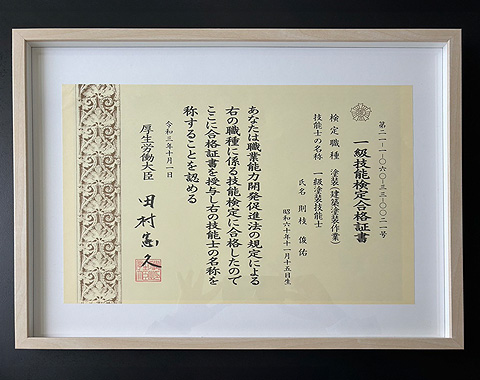 第二一-一-〇六〇-三三-〇〇二一号
一級技能検定合格証書
検定職種 塗装(建築塗装作業)
技能士の名称 一級塗装技能士
氏名 則枝 俊佑
昭和六十年十一月十五日生
あなたは職業能力開発促進法の規定による
右の職種に係る技能検定に合格したので
ここに合格証書を授与し右の技能士の名称を
称することを認める
令和三年十月一日
厚生労働大臣 田村憲久